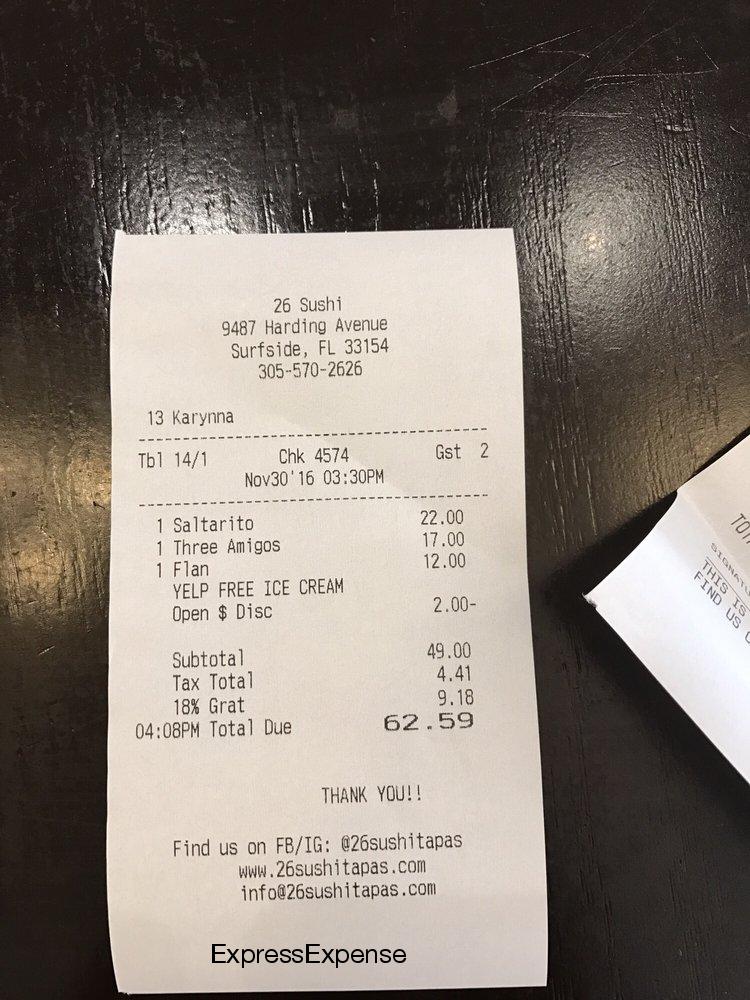 26 Sushi
9487 Harding Avenue
Surfside, FL 33154
305-570-2626
13 Karynna
Tbl 14/1 Chk 4574 Gst 2
Nov30'16 03:30PM
1 Saltarito 22.00
1 Three Amigos 17.00
1 Flan 12.00
YELP FREE ICE CREAM
Open $ Disc 2.00-
Subtotal 49.00
Tax Total 4.41
18% Grat 9.18
04:08PM Total Due 62.59
THANK YOU!!
Find us on FB/IG: @26sushitapas
www.26sushitapas.com
info@26sushitapas.com
ExpressExpense
THIS IS
FIND US